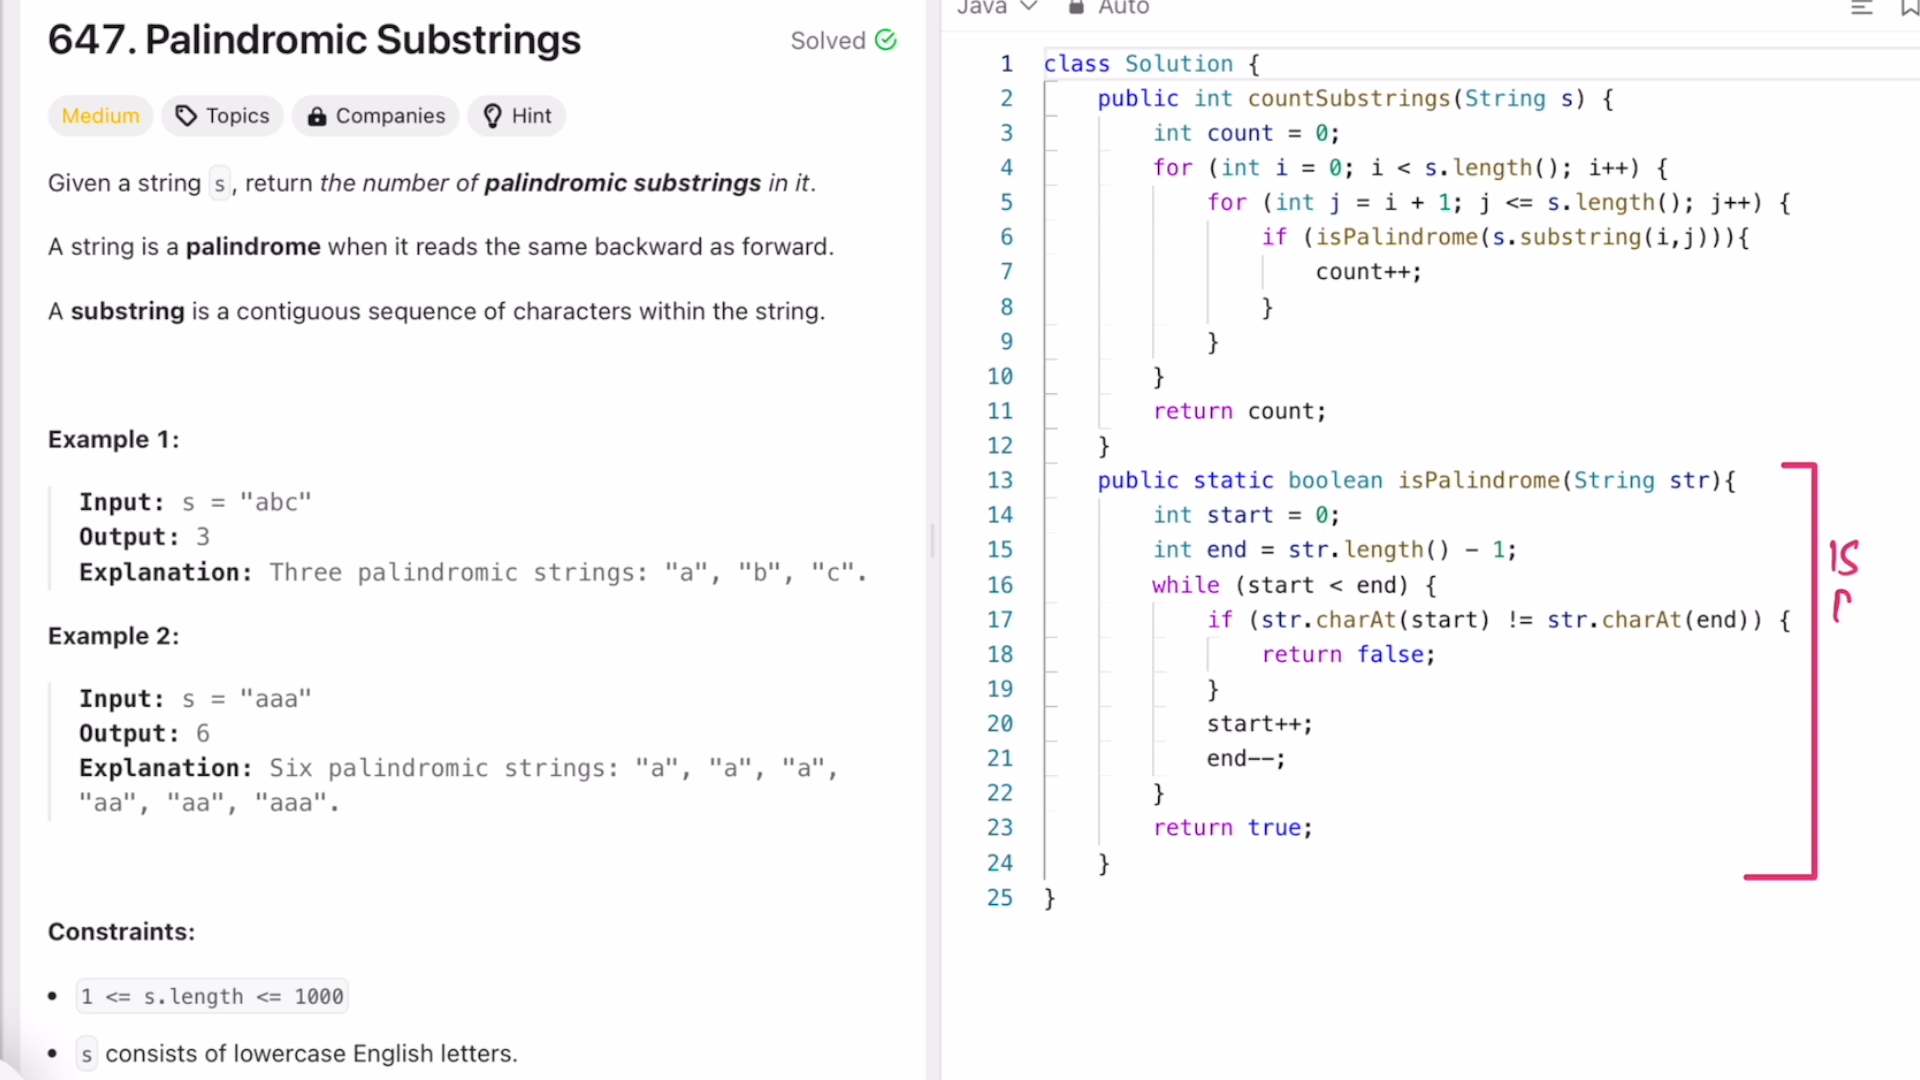 647. Palindromic Substrings
Solved
Medium
Topics
Companies
Hint
Given a string s, return the number of palindromic substrings in it.
A string is a palindrome when it reads the same backward as forward.
A substring is a contiguous sequence of characters within the string.
Example 1:
Input: s = "abc"
Output: 3
Explanation: Three palindromic strings: "a", "b", "c".
Example 2:
Input: s = "aaa"
Output: 6
Explanation: Six palindromic strings: "a", "a", "a",
"aa", "aa", "aaa".
Constraints:
• 1 <= s.length <= 1000
• s consists of lowercase English letters.
Java
Auto
1 class Solution {
2 public int countSubstrings(String s) {
3 int count = 0;
4 for (int i = 0; i < s.length(); i++) {
5 for (int j = i + 1; j <= s.length(); j++) {
6 if (isPalindrome(s.substring(i,j))){
7 count++;
8 }
9 }
10 }
11 return count;
12 }
13 public static boolean isPalindrome(String str){
14 int start = 0;
15 int end = str.length() - 1;
16 while (start < end) {
17 if (str.charAt(start) != str.charAt(end)) {
18 return false;
19 }
20 start++;
21 end--;
22 }
23 return true;
24 }
25 }
IS